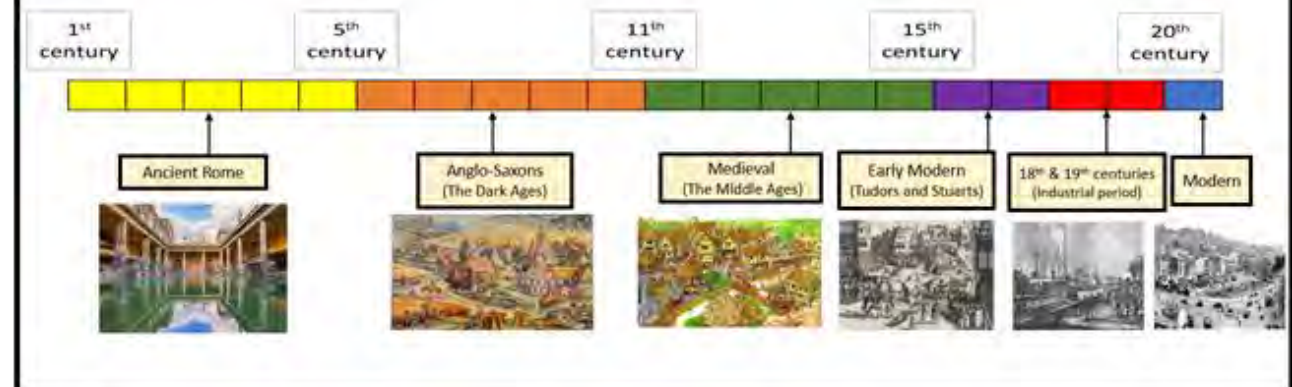 1st
century
5th
century
11th
century
15th
century
20th
century
Ancient Rome
Anglo-Saxons
(The Dark Ages)
Medieval
(The Middle Ages)
Early Modern
(Tudors and Stuarts)
18th & 19th centuries
(Industrial period)
Modern